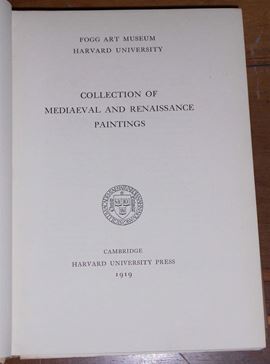 FOGG ART MUSEUM
HARVARD UNIVERSITY
COLLECTION OF
MEDIAEVAL AND RENAISSANCE
PAINTINGS
CAMBRIDGE
HARVARD UNIVERSITY PRESS
1919